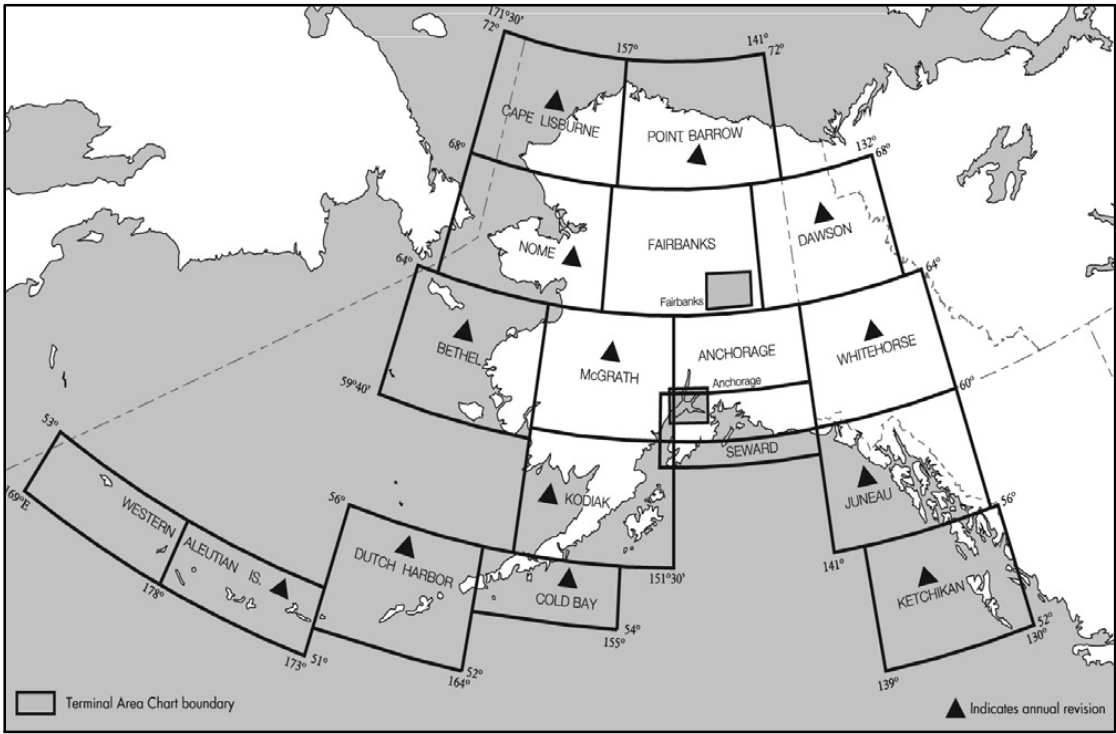 171°30'
72°
157°
141°
72°
CAPE LISBURNE
POINT BARROW
68°
132°
68°
NOME
FAIRBANKS
DAWSON
64°
64°
Fairbanks
BETHEL
McGRATH
ANCHORAGE
WHITEHORSE
Anchorage
59°40'
60°
53°
SEWARD
169°E
WESTERN
ALEUTIAN IS.
56°
KODIAK
JUNEAU
56°
DUTCH HARBOR
178°
COLD BAY
151°30'
141°
KETCHIKAN
54°
155°
52°
130°
173°
51°
52°
164°
139°
Terminal Area Chart boundary
Indicates annual revision